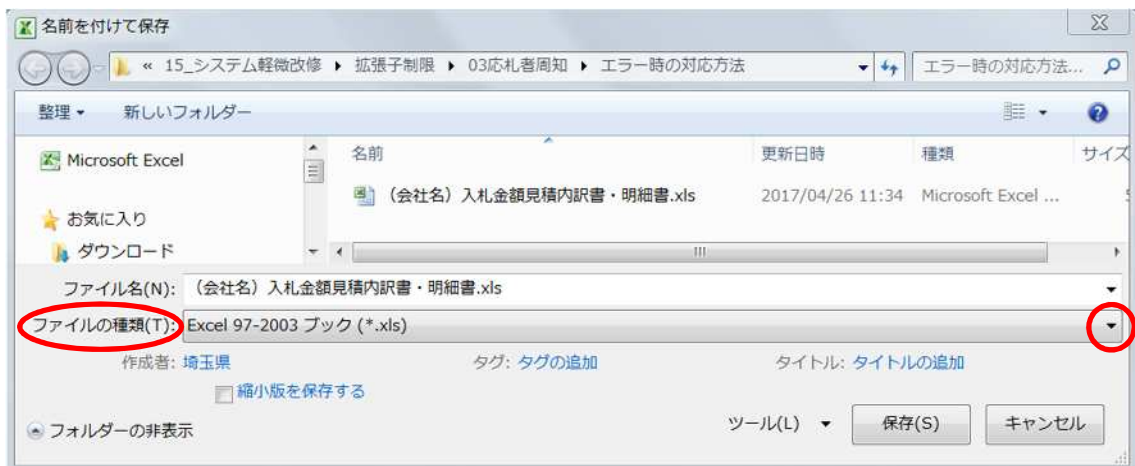 名前を付けて保存
« 15_システム軽微改修 ▶ 拡張子制限 ▶ 03応札者周知 ▶ エラー時の対応方法 エラー時の対応方法...
整理 ▼ 新しいフォルダー
Microsoft Excel 名前 更新日時 種類 サイズ
(会社名)入札金額見積内訳書・明細書.xls 2017/04/26 11:34 Microsoft Excel ...
お気に入り
ダウンロード
ファイル名(N): (会社名)入札金額見積内訳書・明細書.xls
ファイルの種類(T): Excel 97-2003 ブック (*.xls)
作成者: 埼玉県 タグ: タグの追加 タイトル: タイトルの追加
縮小版を保存する
フォルダーの非表示 ツール(L) ▼ 保存(S) キャンセル